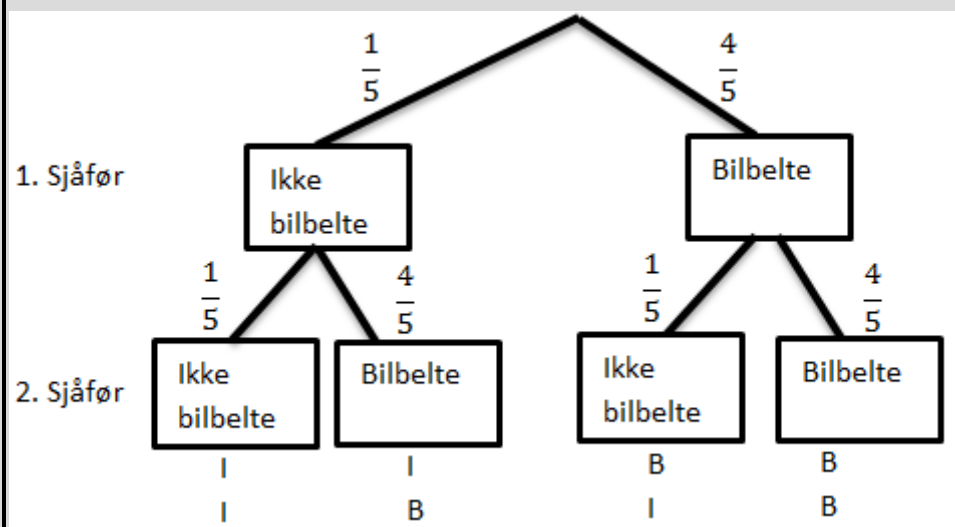 1/5 4/5
1. Sjåfør
Ikke
bilbelte
Bilbelte
1/5 4/5 1/5 4/5
2. Sjåfør
Ikke
bilbelte
Bilbelte
Ikke
bilbelte
Bilbelte
I I B B
I B I B